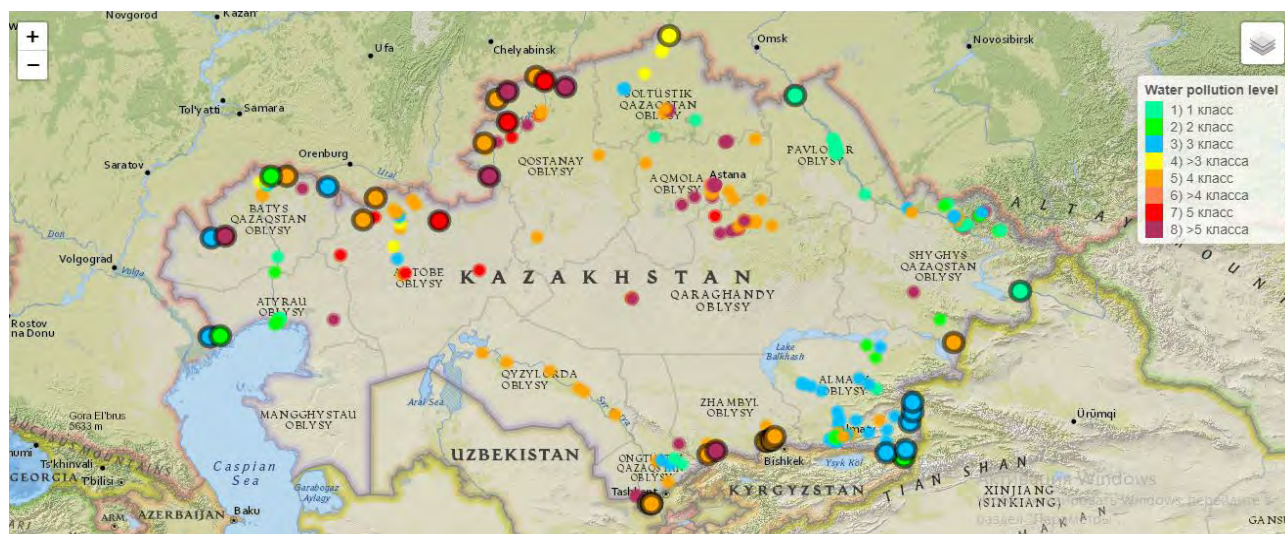 Novgorod
Kazan
Ufa
Chelyabinsk
Omsk
Novosibirsk
+
−
Tol'yatti
Samara
Saratov
Orenburg
Ural
QOSTANAY
OBLYSY
SOLTUSTIK
QAZAQSTAN
OBLYSY
PAVLODAR
OBLYSY
AQMOLA
OBLYSY
Astana
Water pollution level
1) 1 класс
2) 2 класс
3) 3 класс
4) >3 класса
5) 4 класс
6) >4 класса
7) 5 класс
8) >5 класса
ALTAY
BATYS
QAZAQSTAN
OBLYSY
Don
Volgograd
Volga
AQTOBE
OBLYSY
KAZAKHSTAN
QARAGHANDY
OBLYSY
SHYGHYS
QAZAQSTAN
OBLYSY
ATYRAU
OBLYSY
Rostov
na Donu
Lake
Balkhash
QYZYLORDA
OBLYSY
ALMATY
OBLYSY
MANGGHYSTAU
OBLYSY
Aral Sea
ZHAMBYL
OBLYSY
Almaty
Gora El'brus
5633 m
Ürümqi
UZBEKISTAN
ONGTUSTIK
QAZAQSTAN
OBLYSY
Bishkek
Ysyk Köl
Ts'khinvali
T'bilisi
GEORGIA
Caspian
Sea
Garabogaz
Aylagy
Tashkent
KYRGYZSTAN
TIAN SHAN
XINJIANG
(SINKIANG)
Активация Windows
ARM.
AZERBAIJAN
Baku